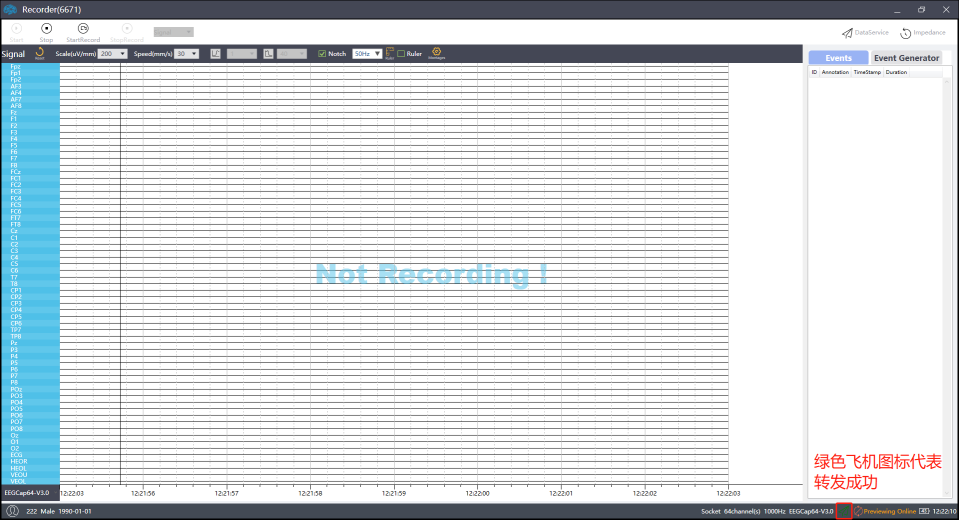 Recorder(6671)
Start
Stop
StartRecord
StopRecord
Signal
DataService
Impedance
Signal
Reset
Scale(uV/mm)
200
Speed(mm/s)
30
Notch
50Hz
Ruler
Montages
Events
Event Generator
ID
Annotation
TimeStamp
Duration
Fpz
Fp1
Fp2
AF3
AF4
AF7
AF8
Fz
F1
F2
F3
F4
F5
F6
F7
F8
FCz
FC1
FC2
FC3
FC4
FC5
FC6
FT7
FT8
Cz
C1
C2
C3
C4
C5
C6
T7
T8
CP1
CP2
CP3
CP4
CP5
CP6
TP7
TP8
Pz
P3
P4
P5
P6
P7
P8
POz
PO3
PO4
PO5
PO6
PO7
PO8
Oz
O1
O2
ECG
HEOR
HEOL
VEOU
VEOL
Not Recording !
绿色飞机图标代表
转发成功
EEGCap64-V3.0
12:22:03
12:21:56
12:21:57
12:21:58
12:21:59
12:22:00
12:22:01
12:22:02
12:22:03
222 Male 1990-01-01
Socket 64channel(s) 1000Hz EEGCap64-V3.0
Previewing Online
12:22:10